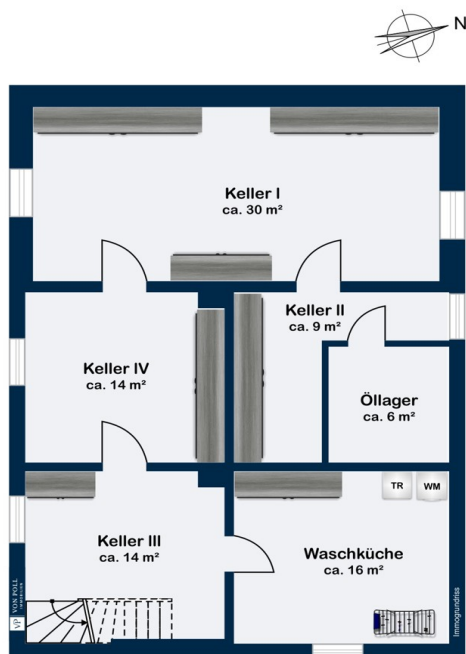 N
Keller I
ca. 30 m²
Keller II
ca. 9 m²
Keller IV
ca. 14 m²
Öllager
ca. 6 m²
TR
WM
Keller III
ca. 14 m²
Waschküche
ca. 16 m²
VP VON POLL
IMMOBILIEN
Immogrundriss